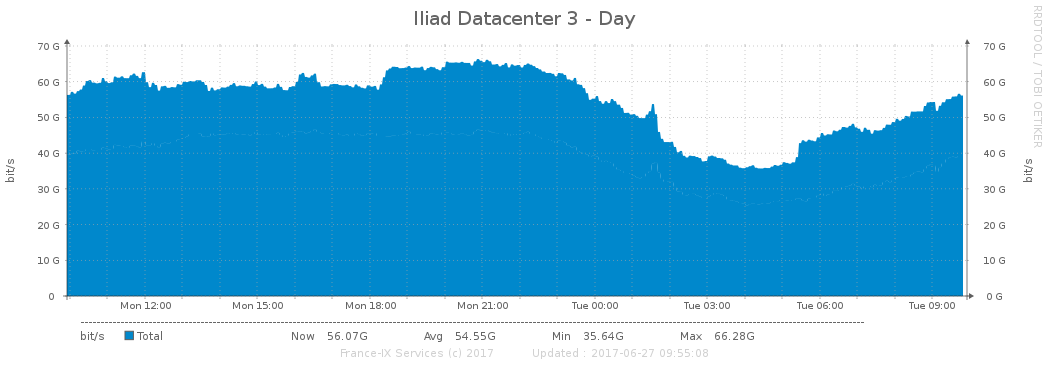 Iliad Datacenter 3 - Day
RRDTOOL / TOBI OETIKER
bit/s
bit/s
70 G
60 G
50 G
40 G
30 G
20 G
10 G
0
70 G
60 G
50 G
40 G
30 G
20 G
10 G
0 G
Mon 12:00 Mon 15:00 Mon 18:00 Mon 21:00 Tue 00:00 Tue 03:00 Tue 06:00 Tue 09:00
bit/s Total Now 56.07G Avg 54.55G Min 35.64G Max 66.28G
France-IX Services (c) 2017 Updated : 2017-06-27 09:55:08